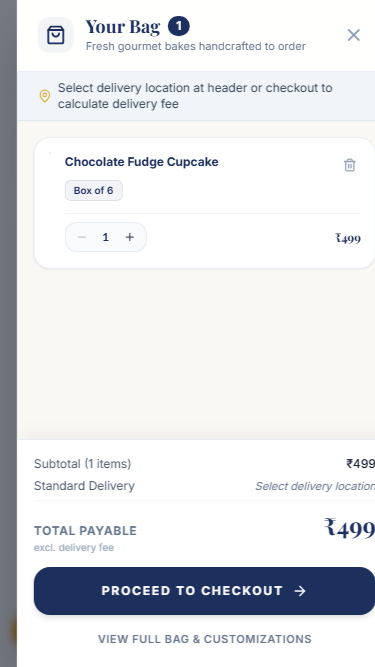 Your Bag 1
Fresh gourmet bakes handcrafted to order
Select delivery location at header or checkout to
calculate delivery fee
Chocolate Fudge Cupcake
Box of 6
− 1 +
₹499
Subtotal (1 items) ₹499
Standard Delivery Select delivery location
TOTAL PAYABLE ₹499
excl. delivery fee
PROCEED TO CHECKOUT →
VIEW FULL BAG & CUSTOMIZATIONS